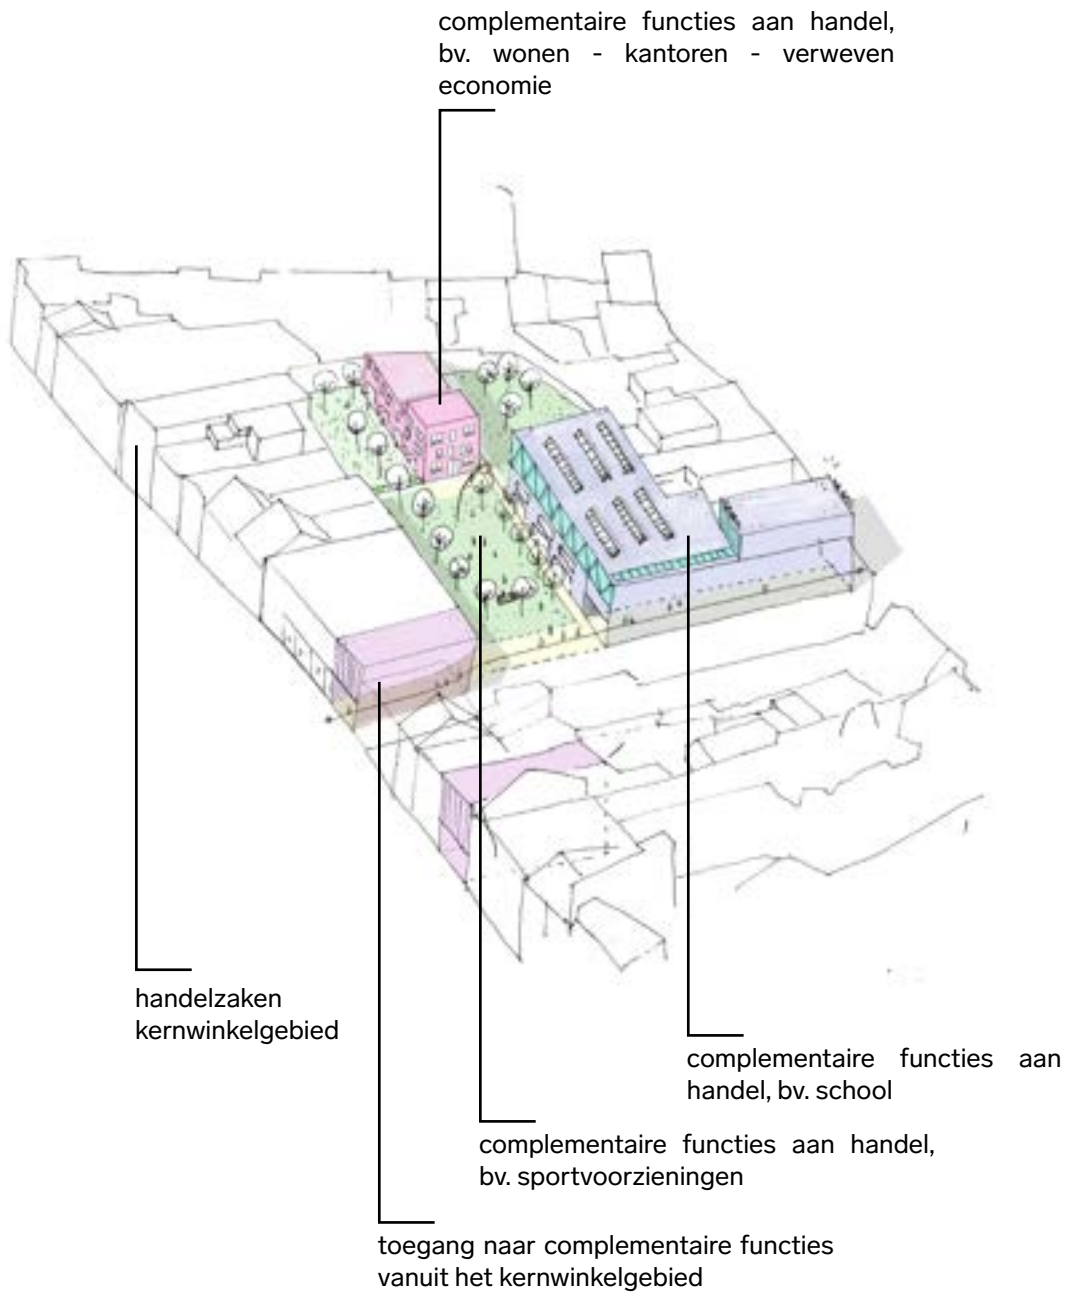 complementaire functies aan handel,
bv. wonen - kantoren - verweven
economie
handelzaken
kernwinkelgebied
complementaire functies aan
handel, bv. school
complementaire functies aan handel,
bv. sportvoorzieningen
toegang naar complementaire functies
vanuit het kernwinkelgebied